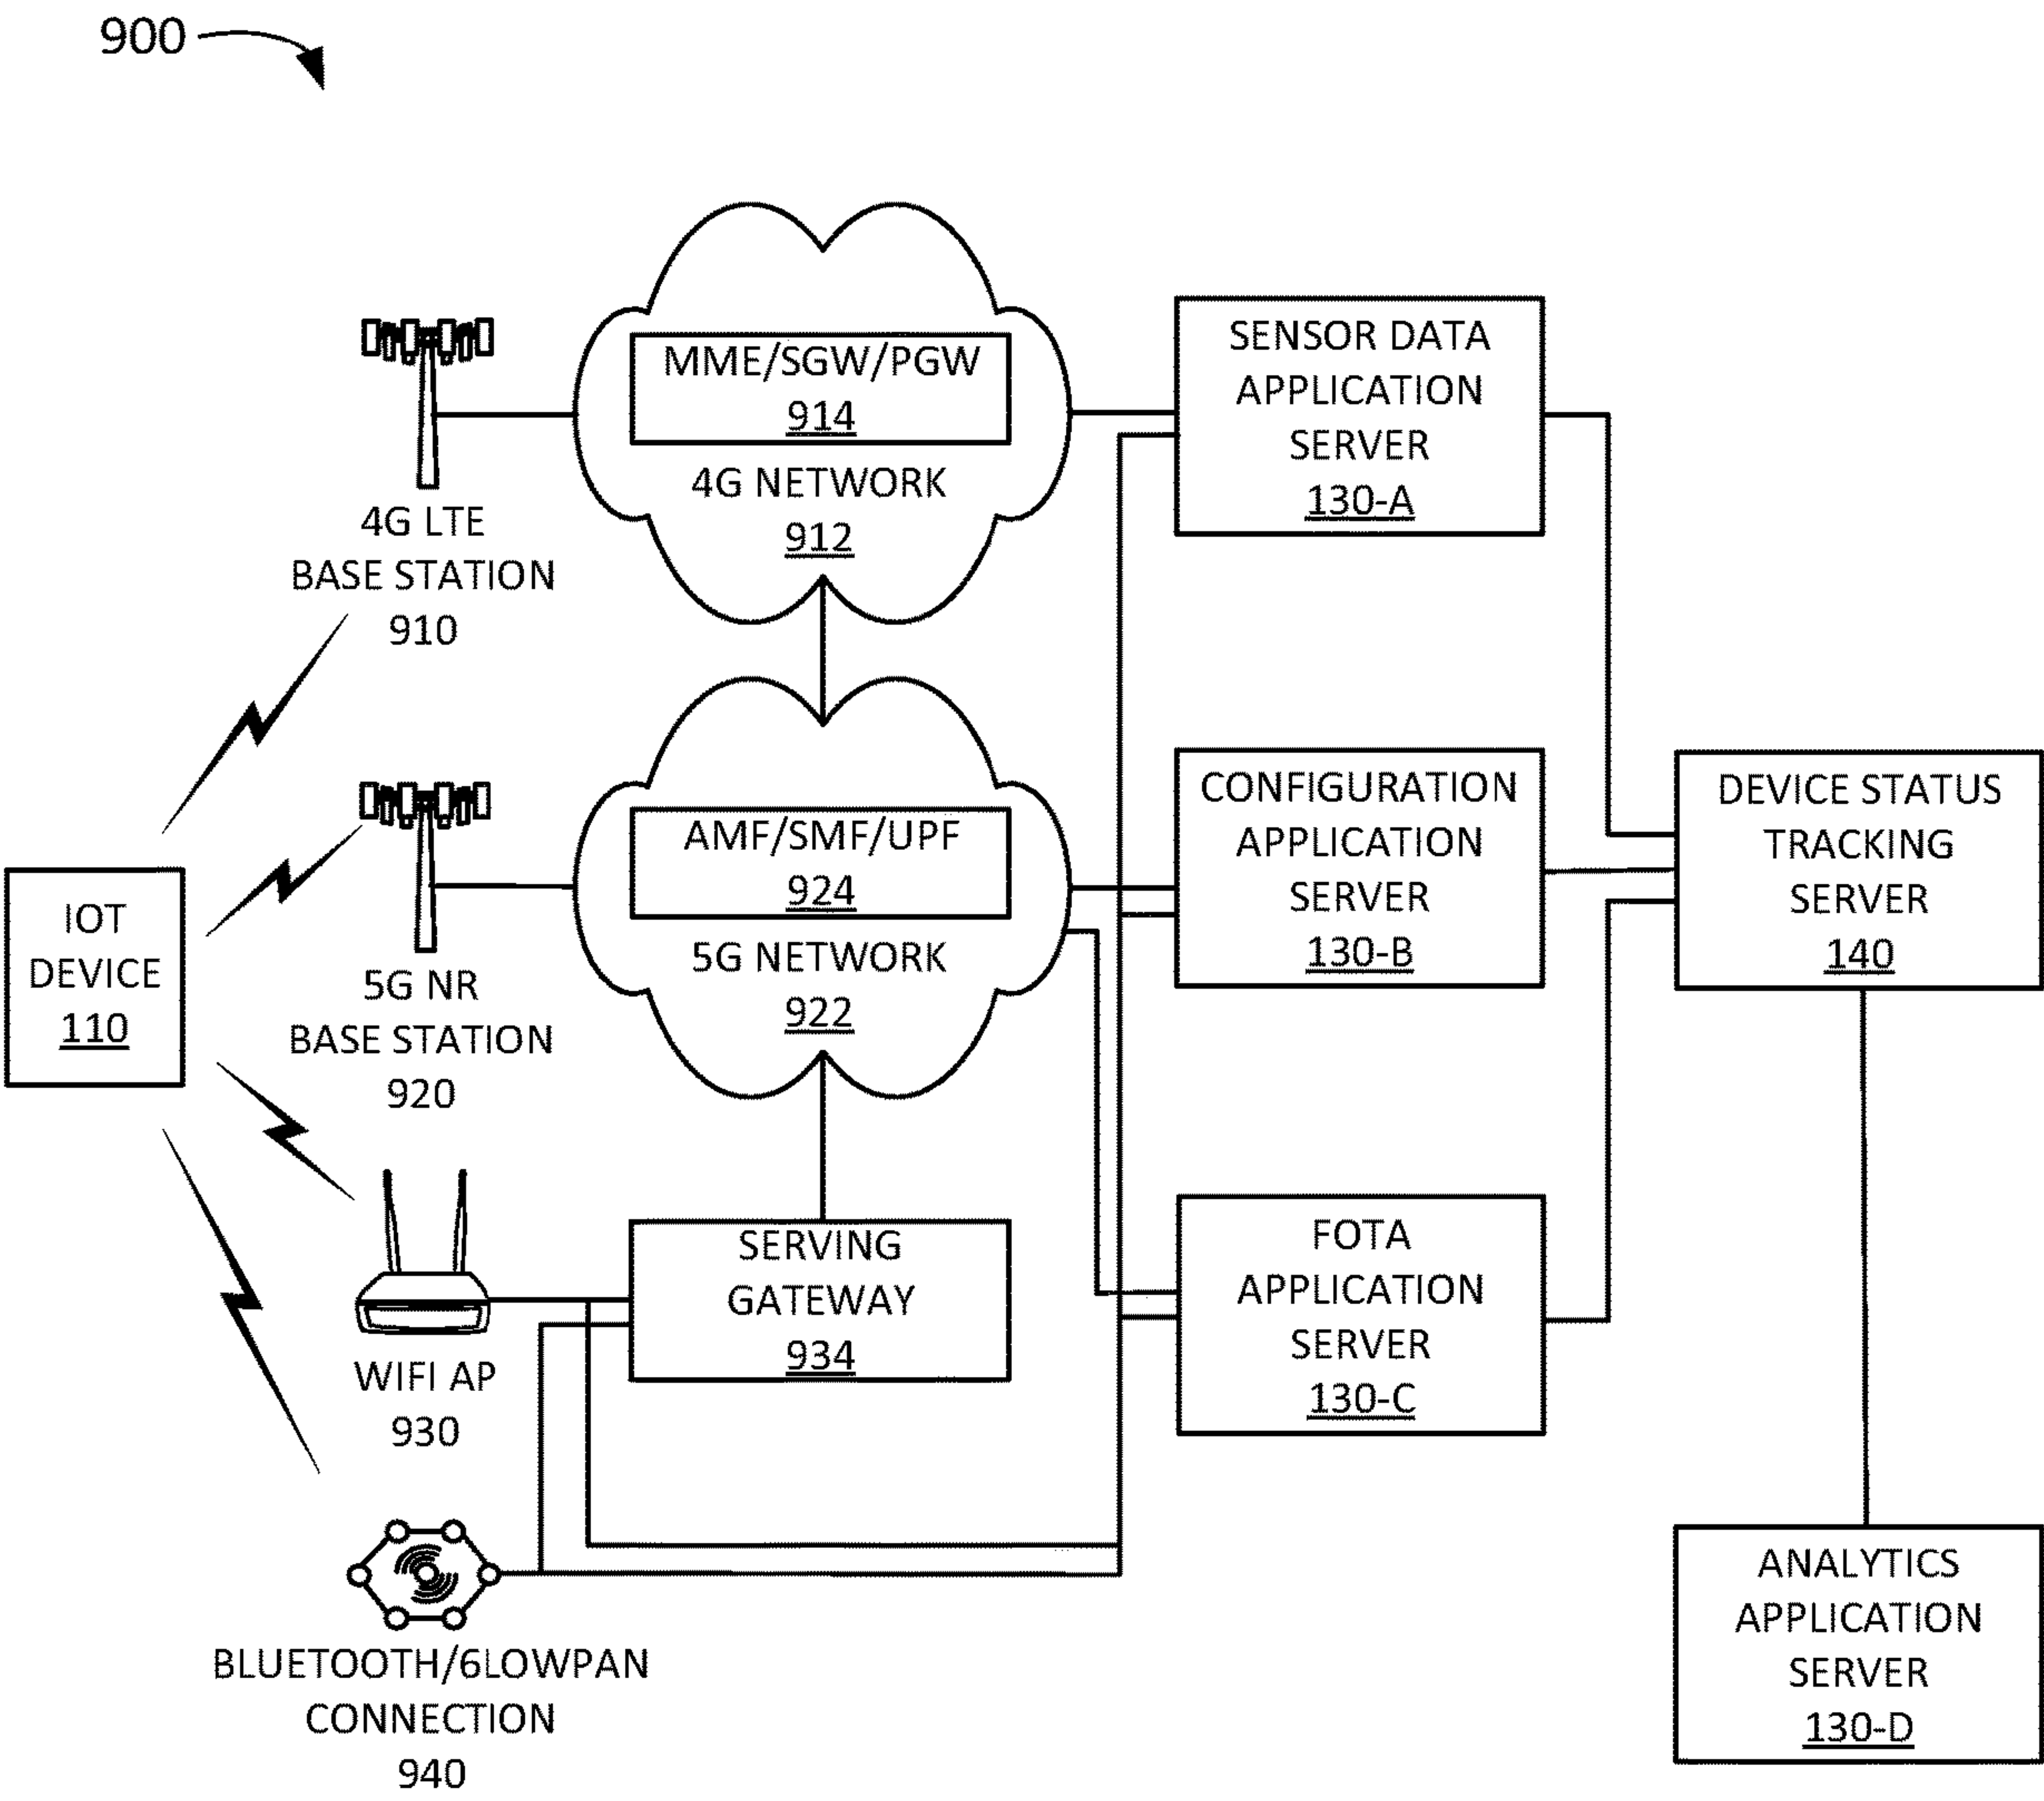 900
MME/SGW/PGW
914
4G NETWORK
912
4G LTE
BASE STATION
910
SENSOR DATA
APPLICATION
SERVER
130-A
IOT
DEVICE
110
5G NR
BASE STATION
920
AMF/SMF/UPF
924
5G NETWORK
922
CONFIGURATION
APPLICATION
SERVER
130-B
DEVICE STATUS
TRACKING
SERVER
140
WIFI AP
930
SERVING
GATEWAY
934
FOTA
APPLICATION
SERVER
130-C
BLUETOOTH/6LOWPAN
CONNECTION
940
ANALYTICS
APPLICATION
SERVER
130-D